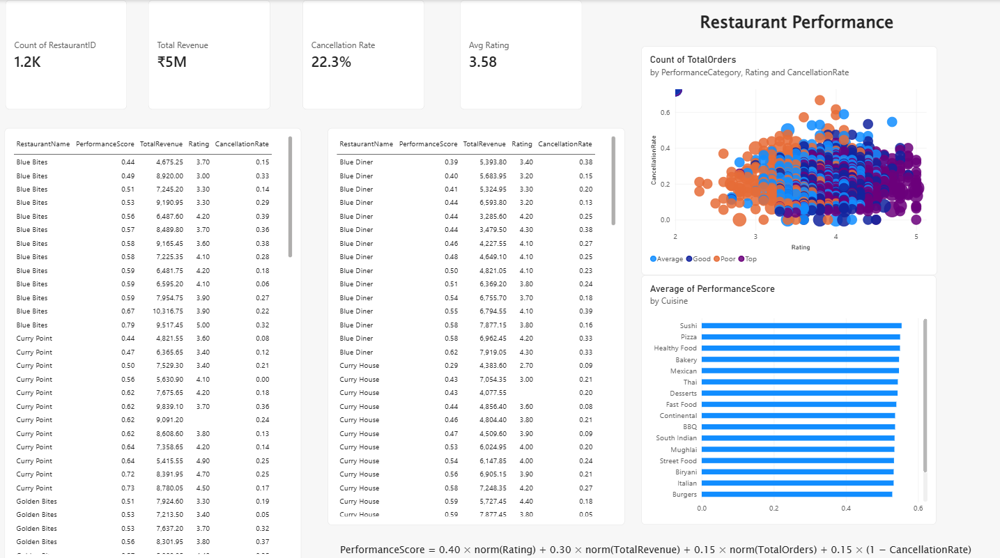 Restaurant Performance
Count of RestaurantID
1.2K
Total Revenue
₹5M
Cancellation Rate
22.3%
Avg Rating
3.58
RestaurantName PerformanceScore TotalRevenue Rating CancellationRate
Blue Bites 0.44 4,675.25 3.70 0.15
Blue Bites 0.49 8,920.00 3.00 0.33
Blue Bites 0.51 7,245.20 3.30 0.14
Blue Bites 0.53 9,190.95 3.30 0.29
Blue Bites 0.56 6,487.60 4.20 0.39
Blue Bites 0.57 8,489.80 3.70 0.36
Blue Bites 0.58 9,165.45 3.60 0.38
Blue Bites 0.58 7,225.35 4.10 0.28
Blue Bites 0.59 6,481.75 4.20 0.18
Blue Bites 0.59 6,595.20 4.10 0.06
Blue Bites 0.59 7,954.75 3.90 0.27
Blue Bites 0.67 10,316.75 3.90 0.22
Blue Bites 0.79 9,517.45 5.00 0.32
Curry Point 0.44 4,821.55 3.60 0.08
Curry Point 0.47 6,365.65 3.40 0.12
Curry Point 0.50 7,529.30 3.40 0.21
Curry Point 0.56 5,630.90 4.10 0.00
Curry Point 0.62 7,675.65 4.20 0.18
Curry Point 0.62 9,839.10 3.70 0.36
Curry Point 0.62 9,091.20 0.24
Curry Point 0.62 8,608.60 3.80 0.13
Curry Point 0.64 7,358.65 4.20 0.14
Curry Point 0.64 5,415.55 4.90 0.25
Curry Point 0.72 8,391.95 4.70 0.25
Curry Point 0.73 8,780.05 4.50 0.17
Golden Bites 0.51 7,924.60 3.30 0.19
Golden Bites 0.53 7,213.50 3.40 0.05
Golden Bites 0.53 7,637.20 3.70 0.32
Golden Bites 0.56 8,301.95 3.80 0.37
RestaurantName PerformanceScore TotalRevenue Rating CancellationRate
Blue Diner 0.39 5,393.80 3.40 0.38
Blue Diner 0.40 5,683.95 3.20 0.15
Blue Diner 0.41 5,324.95 3.30 0.20
Blue Diner 0.44 6,593.80 3.20 0.13
Blue Diner 0.44 3,285.60 4.20 0.25
Blue Diner 0.44 3,479.50 4.30 0.38
Blue Diner 0.46 4,227.55 4.10 0.27
Blue Diner 0.48 4,649.10 4.10 0.25
Blue Diner 0.50 4,821.05 4.10 0.23
Blue Diner 0.51 6,369.20 3.80 0.24
Blue Diner 0.54 6,755.70 3.70 0.18
Blue Diner 0.55 6,794.55 4.10 0.39
Blue Diner 0.58 7,877.15 3.80 0.16
Blue Diner 0.58 6,962.45 4.20 0.33
Blue Diner 0.62 7,919.05 4.30 0.33
Curry House 0.29 4,383.60 2.70 0.09
Curry House 0.43 7,054.35 3.00 0.21
Curry House 0.43 4,077.55 0.20
Curry House 0.44 4,856.40 3.60 0.08
Curry House 0.46 4,804.40 3.80 0.21
Curry House 0.47 4,509.60 3.90 0.09
Curry House 0.53 6,024.95 4.00 0.20
Curry House 0.54 6,147.85 4.00 0.24
Curry House 0.56 6,905.15 3.90 0.21
Curry House 0.58 7,248.35 4.20 0.27
Curry House 0.59 5,727.45 4.40 0.18
Curry House 0.59 7,877.45 3.80 0.05
Count of TotalOrders
by PerformanceCategory, Rating and CancellationRate
CancellationRate
0.6
0.4
0.2
0.0
2 3 4 5
Rating
Average Good Poor Top
Average of PerformanceScore
by Cuisine
Sushi
Pizza
Healthy Food
Bakery
Mexican
Thai
Desserts
Fast Food
Continental
BBQ
South Indian
Mughlai
Street Food
Biryani
Italian
Burgers
0.0 0.2 0.4 0.6
PerformanceScore = 0.40 × norm(Rating) + 0.30 × norm(TotalRevenue) + 0.15 × norm(TotalOrders) + 0.15 × (1 − CancellationRate)